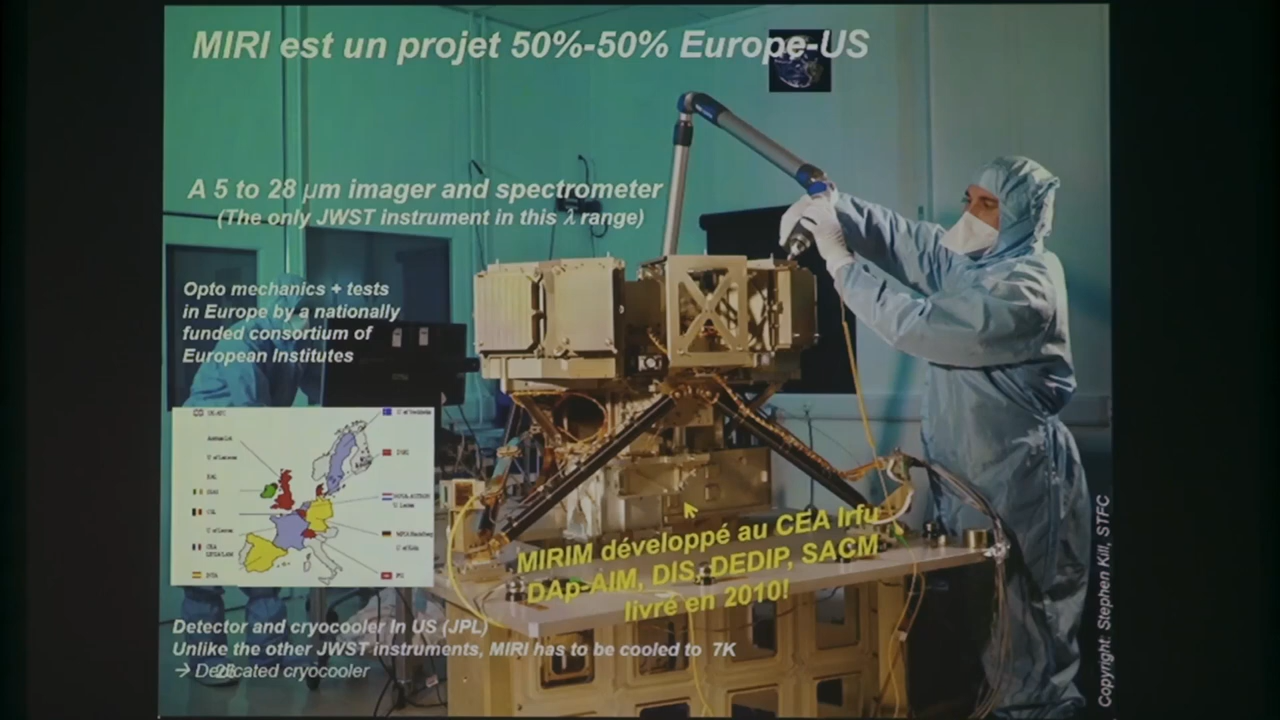 MIRI est un projet 50%-50% Europe-US
A 5 to 28 µm imager and spectrometer
(The only JWST instrument in this λ range)
Opto mechanics + tests
in Europe by a nationally
funded consortium of
European Institutes
MIRIM développé au CEA Irfu
DAp-AIM, DIS, DEDIP, SACM
livré en 2010!
Detector and cryocooler In US (JPL)
Unlike the other JWST instruments, MIRI has to be cooled to 7K
→ Dedicated cryocooler
Copyright: Stephen Kill, STFC